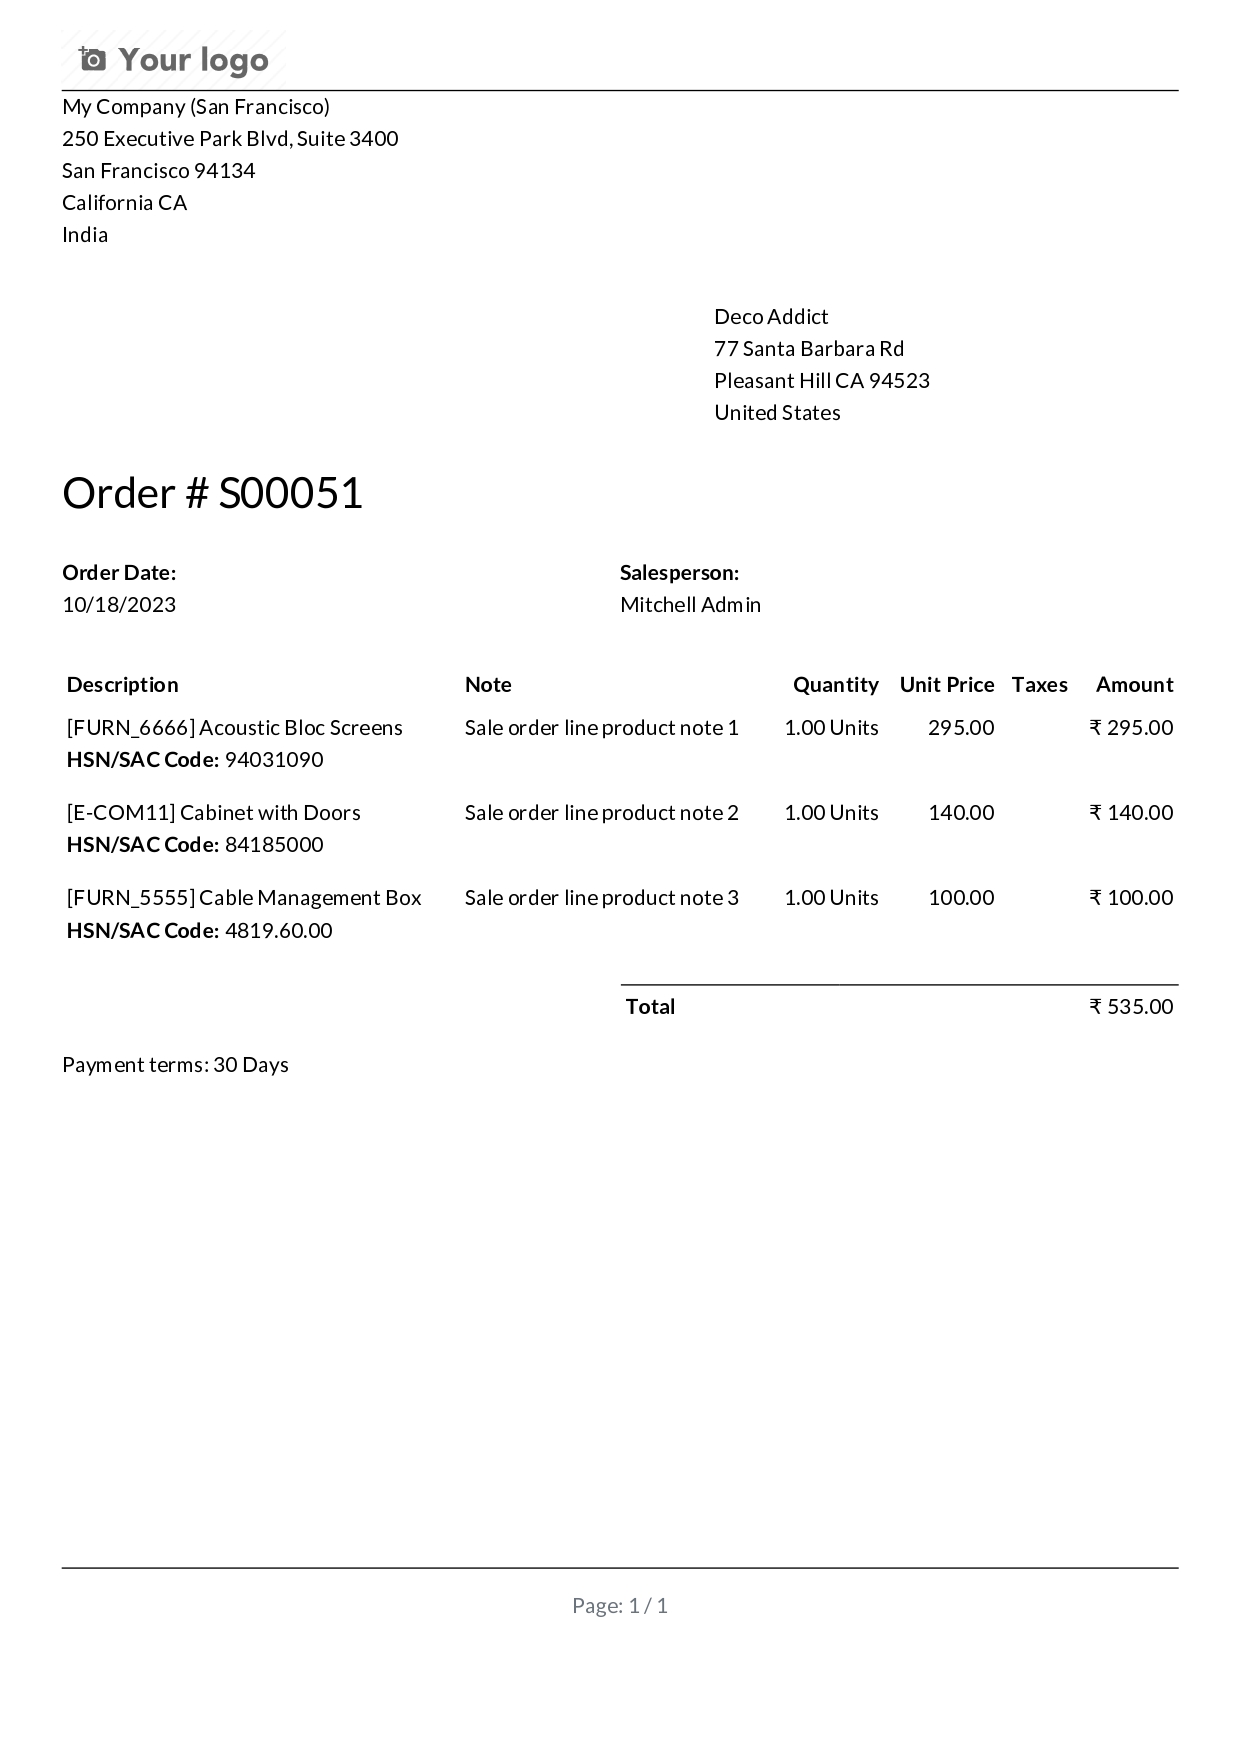 Your logo
My Company (San Francisco)
250 Executive Park Blvd, Suite 3400
San Francisco 94134
California CA
India
Deco Addict
77 Santa Barbara Rd
Pleasant Hill CA 94523
United States
Order # S00051
Order Date: Salesperson:
10/18/2023 Mitchell Admin
Description Note Quantity Unit Price Taxes Amount
[FURN_6666] Acoustic Bloc Screens Sale order line product note 1 1.00 Units 295.00 ₹ 295.00
HSN/SAC Code: 94031090
[E-COM11] Cabinet with Doors Sale order line product note 2 1.00 Units 140.00 ₹ 140.00
HSN/SAC Code: 84185000
[FURN_5555] Cable Management Box Sale order line product note 3 1.00 Units 100.00 ₹ 100.00
HSN/SAC Code: 4819.60.00
Total ₹ 535.00
Payment terms: 30 Days
Page: 1 / 1